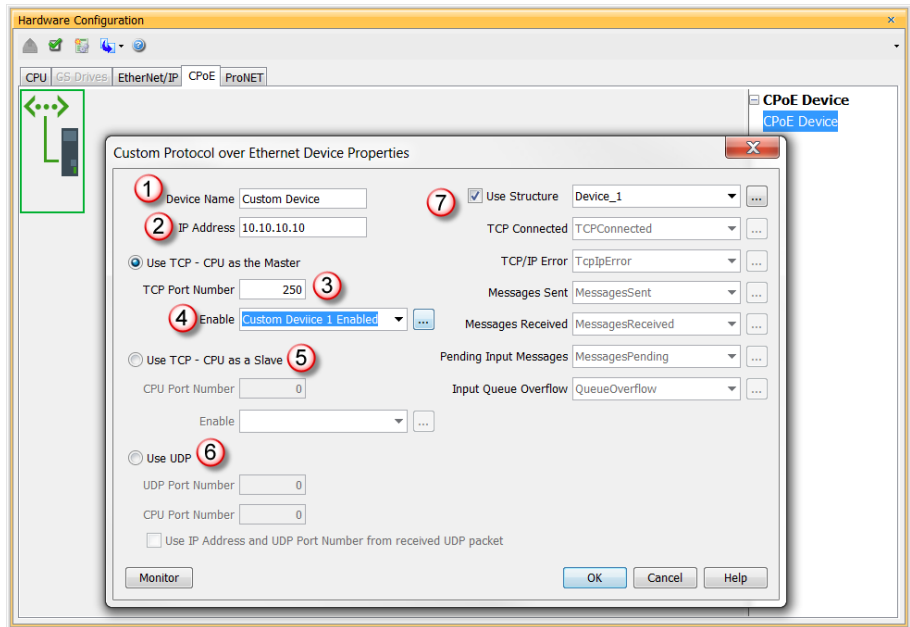 Hardware Configuration
CPU GS Drives EtherNet/IP CPoE ProNET
CPoE Device
CPoE Device
Custom Protocol over Ethernet Device Properties
1 Device Name Custom Device
2 IP Address 10.10.10.10
Use TCP - CPU as the Master
TCP Port Number 250 3
4 Enable Custom Deviice 1 Enabled ...
Use TCP - CPU as a Slave 5
CPU Port Number 0
Enable ...
Use UDP 6
UDP Port Number 0
CPU Port Number 0
Use IP Address and UDP Port Number from received UDP packet
7 Use Structure Device_1 ...
TCP Connected TCPConnected ...
TCP/IP Error TcpIpError ...
Messages Sent MessagesSent ...
Messages Received MessagesReceived ...
Pending Input Messages MessagesPending ...
Input Queue Overflow QueueOverflow ...
Monitor OK Cancel Help